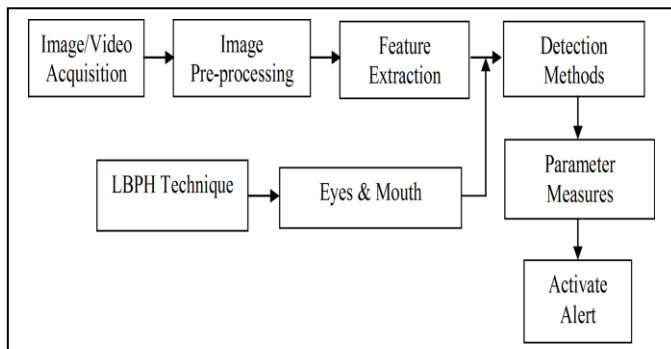 Image/Video
Acquisition
Image
Pre-processing
Feature
Extraction
Detection
Methods
LBPH Technique
Eyes & Mouth
Parameter
Measures
Activate
Alert